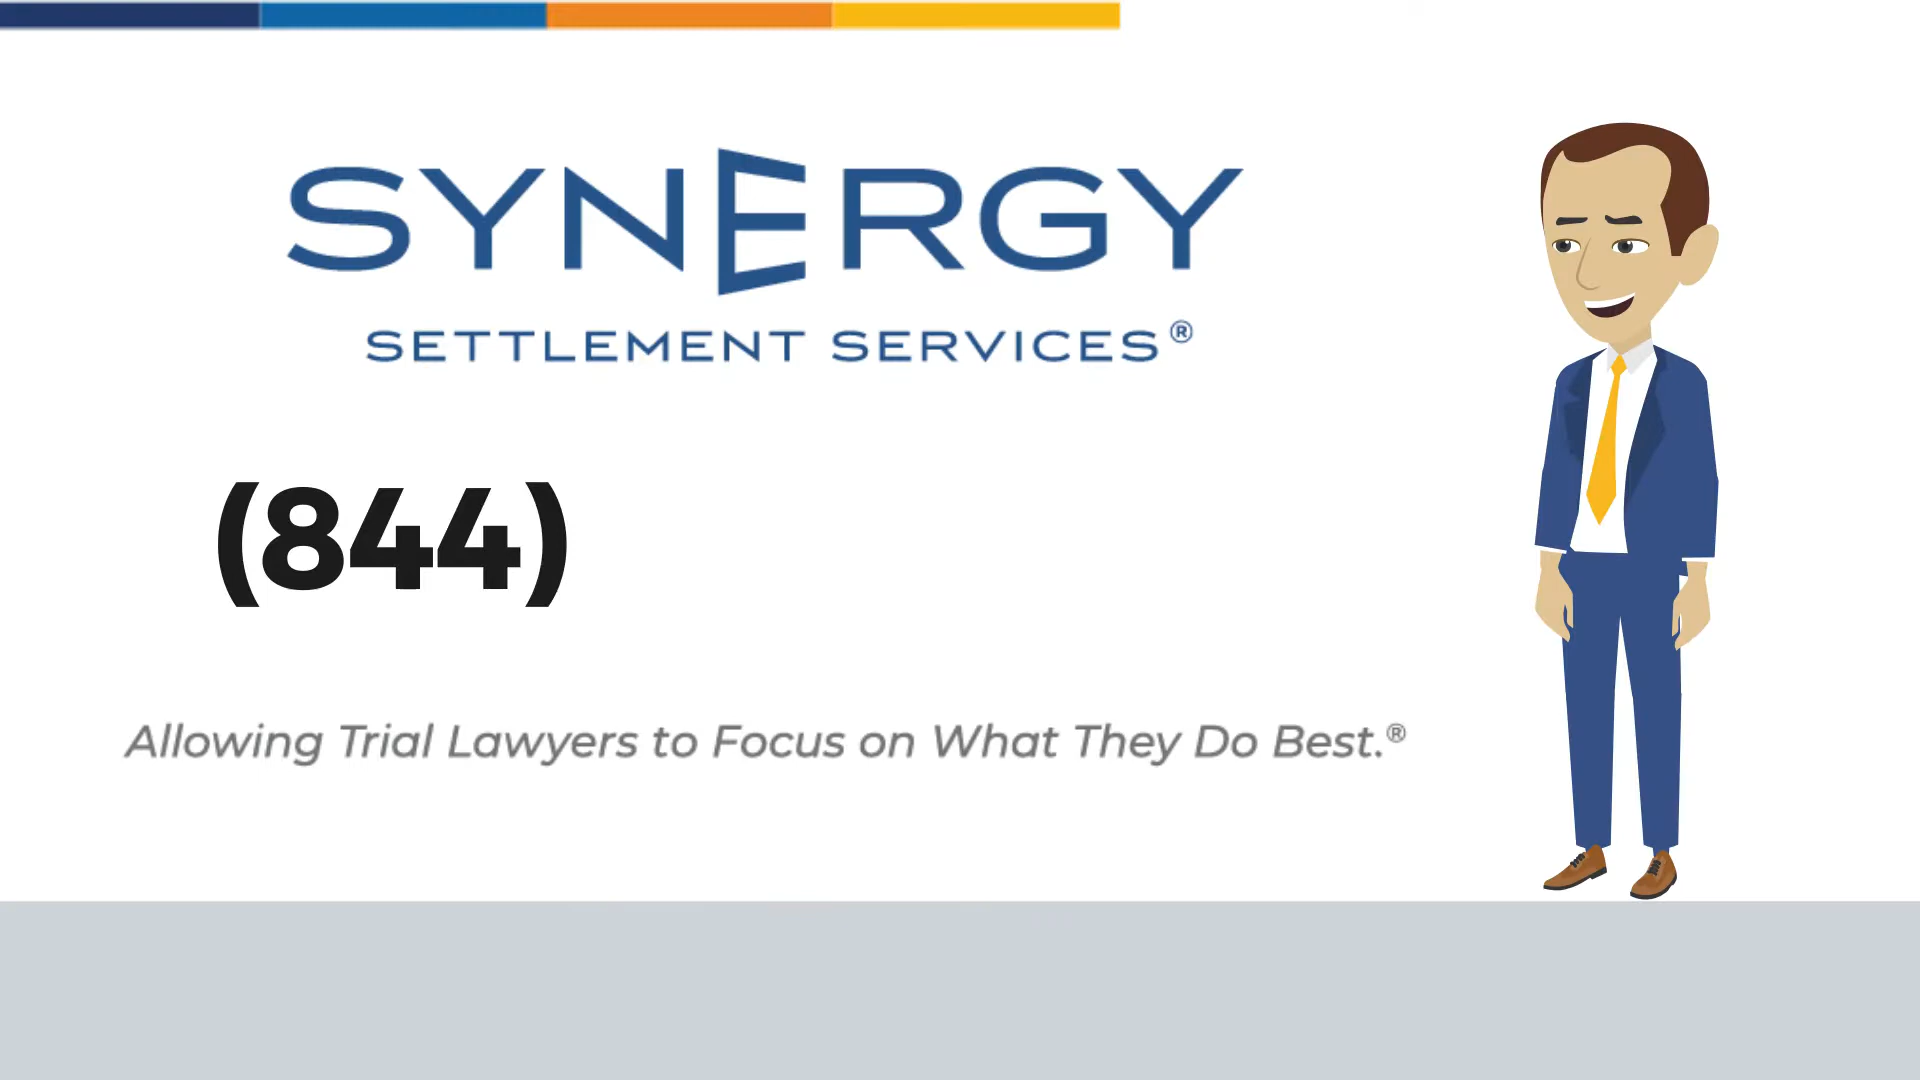 SYNERGY
SETTLEMENT SERVICES®
(844)
Allowing Trial Lawyers to Focus on What They Do Best.®